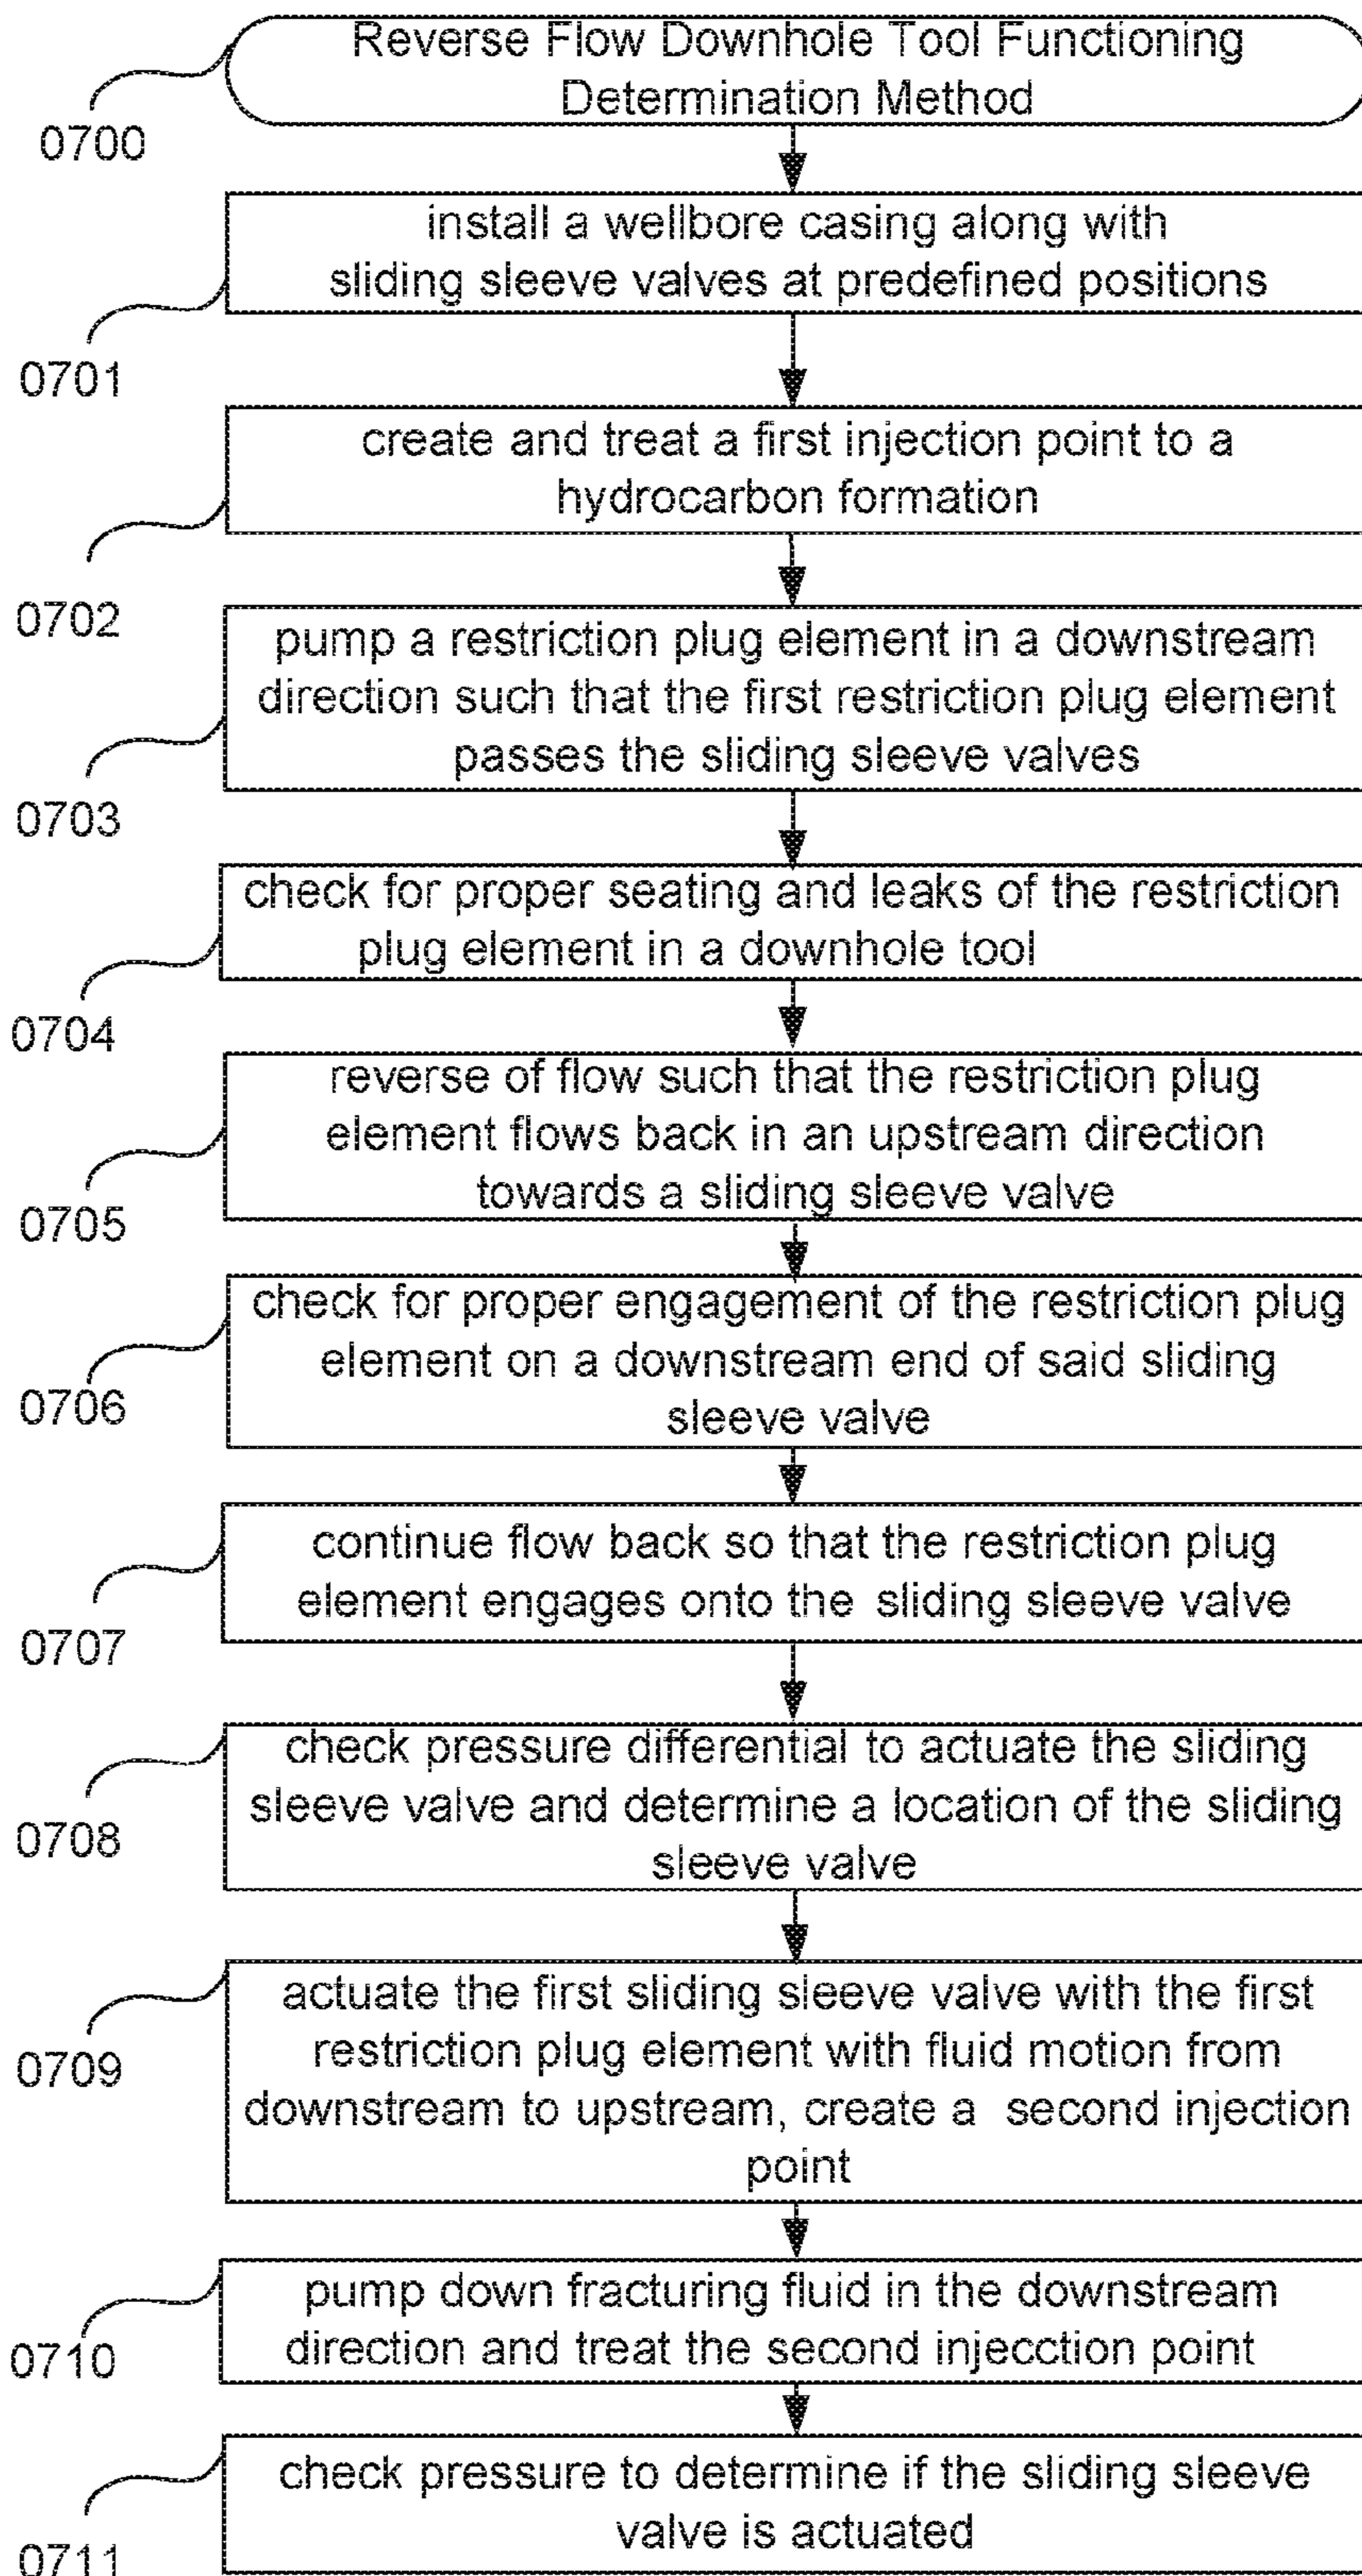 Reverse Flow Downhole Tool Functioning
Determination Method
0700
install a wellbore casing along with
sliding sleeve valves at predefined positions
0701
create and treat a first injection point to a
hydrocarbon formation
0702
pump a restriction plug element in a downstream
direction such that the first restriction plug element
passes the sliding sleeve valves
0703
check for proper seating and leaks of the restriction
plug element in a downhole tool
0704
reverse of flow such that the restriction plug
element flows back in an upstream direction
towards a sliding sleeve valve
0705
check for proper engagement of the restriction plug
element on a downstream end of said sliding
sleeve valve
0706
continue flow back so that the restriction plug
element engages onto the sliding sleeve valve
0707
check pressure differential to actuate the sliding
sleeve valve and determine a location of the sliding
sleeve valve
0708
actuate the first sliding sleeve valve with the first
restriction plug element with fluid motion from
downstream to upstream, create a second injection
point
0709
pump down fracturing fluid in the downstream
direction and treat the second injecction point
0710
check pressure to determine if the sliding sleeve
valve is actuated
0711